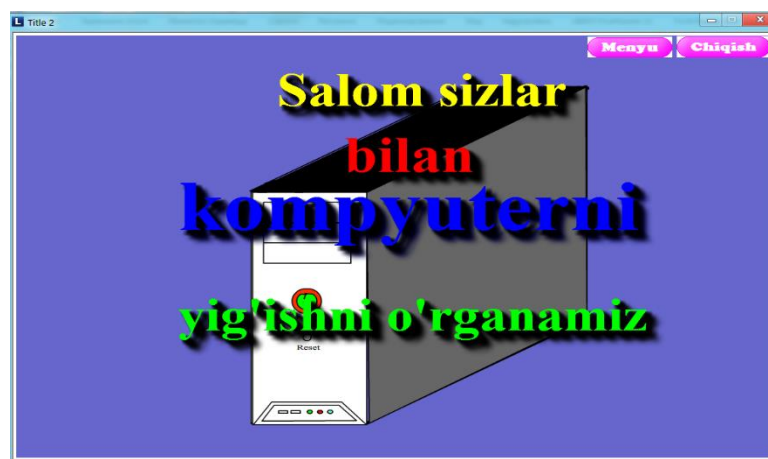 Title 2
Menyu Chiqish
Salom sizlar
bilan
kompyuterni
yig'ishni o'rganamiz
Reset